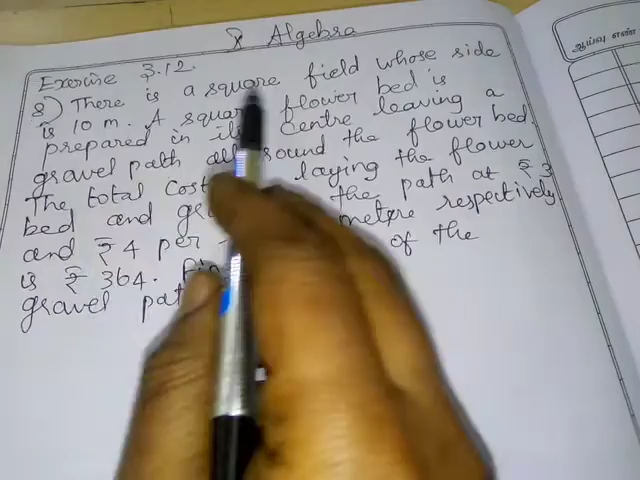 Algebra
ஆய்வு எண்
Exercise 3.12.
8) There is a square field whose side
is 10 m. A square flower bed is
prepared in its centre leaving a
gravel path all round the flower bed.
The total cost laying the flower
bed and the path at ₹3
and ₹4 per metre respectively
is ₹364. of the
gravel path